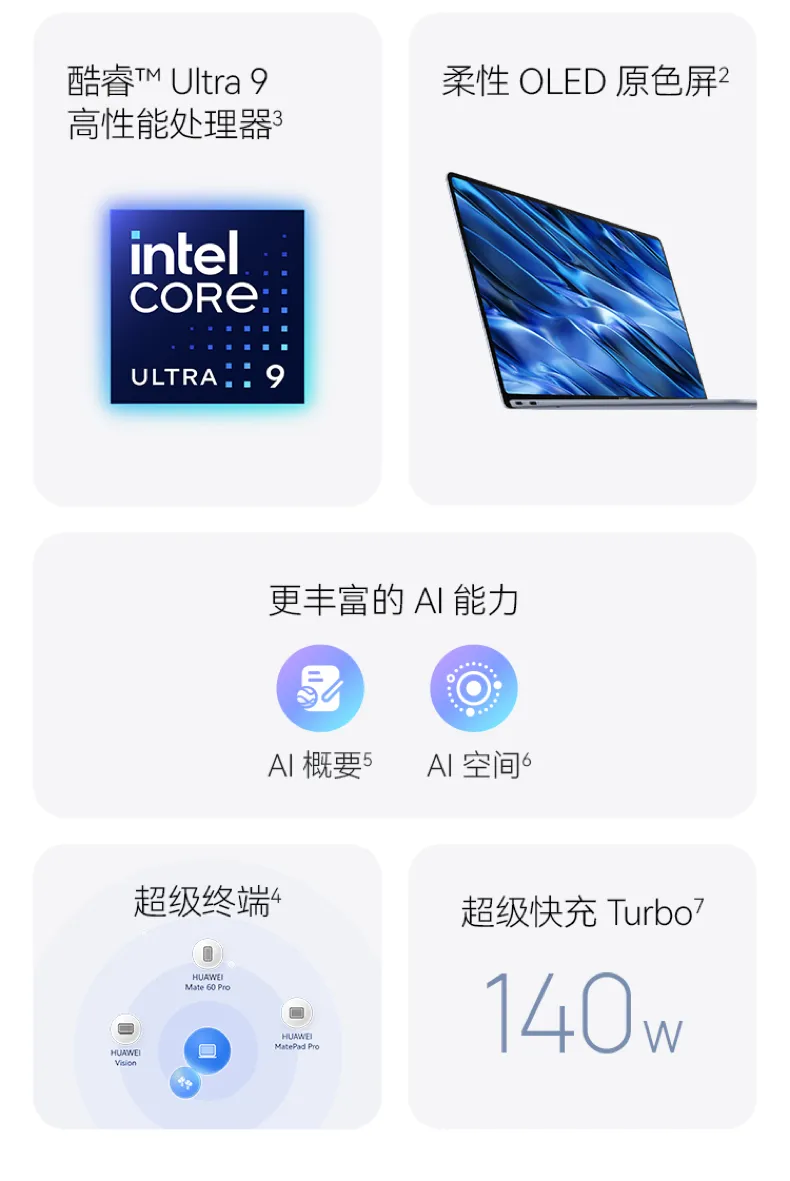 酷睿™ Ultra 9
高性能处理器³
intel
CORE
ULTRA 9
柔性 OLED 原色屏²
更丰富的 AI 能力
AI 概要⁵
AI 空间⁶
超级终端⁴
HUAWEI
Mate 60 Pro
HUAWEI
MatePad Pro
HUAWEI
Vision
超级快充 Turbo⁷
140W